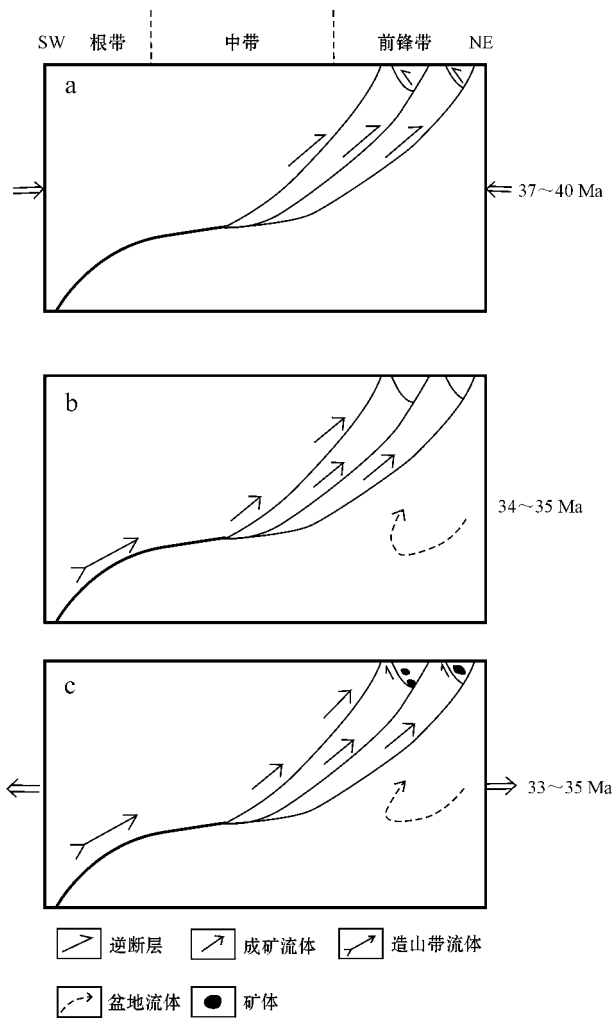 SW 根带 中带 前锋带 NE
a
37～40 Ma
b
34～35 Ma
c
33～35 Ma
逆断层 成矿流体 造山带流体
盆地流体 矿体